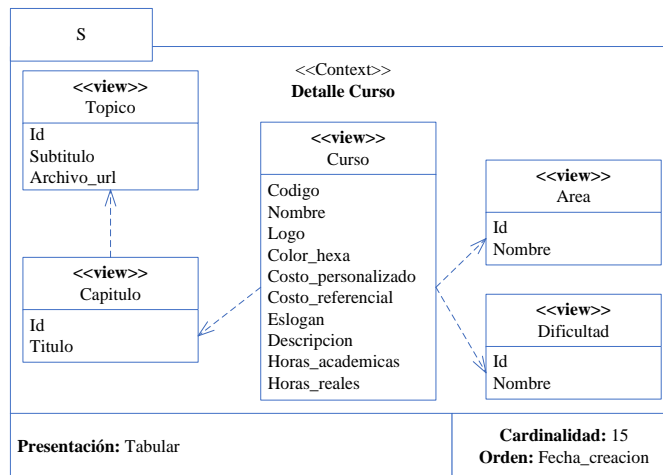 S
<<Context>>
Detalle Curso
<<view>>
Topico
Id
Subtitulo
Archivo_url
<<view>>
Capitulo
Id
Titulo
<<view>>
Curso
Codigo
Nombre
Logo
Color_hexa
Costo_personalizado
Costo_referencial
Eslogan
Descripcion
Horas_academicas
Horas_reales
<<view>>
Area
Id
Nombre
<<view>>
Dificultad
Id
Nombre
Presentación: Tabular
Cardinalidad: 15
Orden: Fecha_creacion